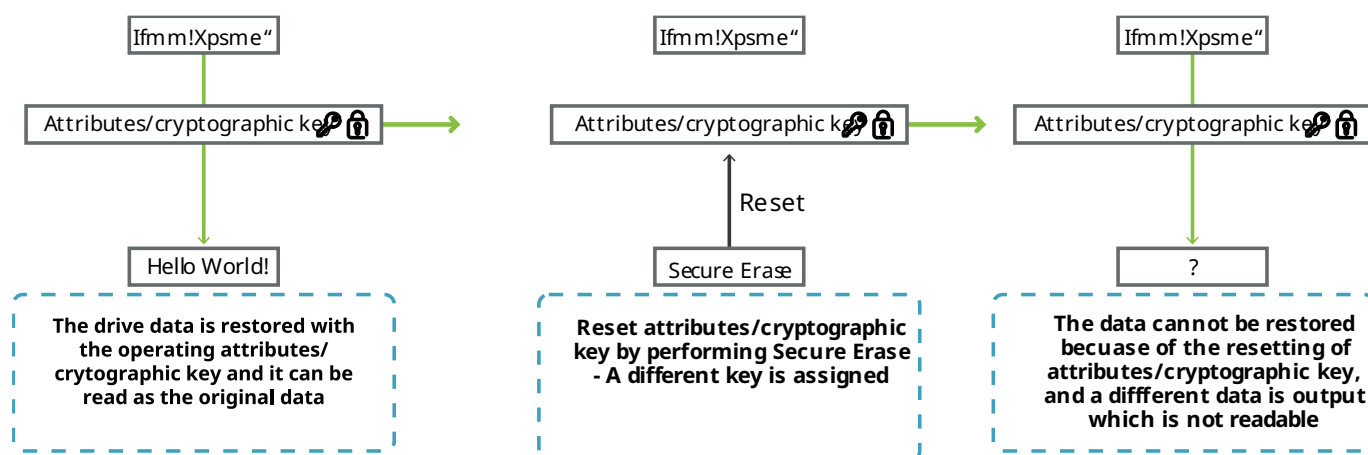 Ifmm!Xpsme“
Attributes/cryptographic key
Hello World!
The drive data is restored with
the operating attributes/
crytographic key and it can be
read as the original data
Ifmm!Xpsme“
Attributes/cryptographic key
Reset
Secure Erase
Reset attributes/cryptographic
key by performing Secure Erase
- A different key is assigned
Ifmm!Xpsme“
Attributes/cryptographic key
?
The data cannot be restored
becuase of the resetting of
attributes/cryptographic key,
and a diffferent data is output
which is not readable